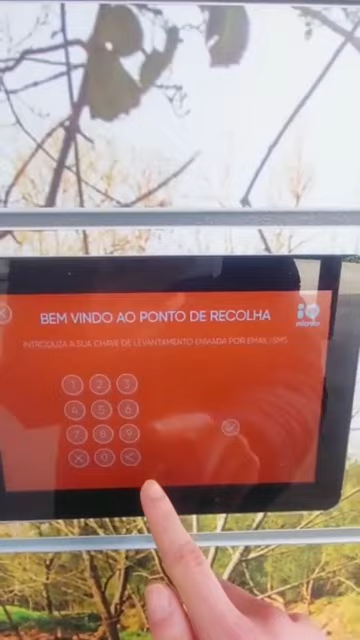 BEM VINDO AO PONTO DE RECOLHA
INTRODUZA A SUA CHAVE DE LEVANTAMENTO ENVIADA POR EMAIL / SMS
1 2 3
4 5 6
7 8 9
0